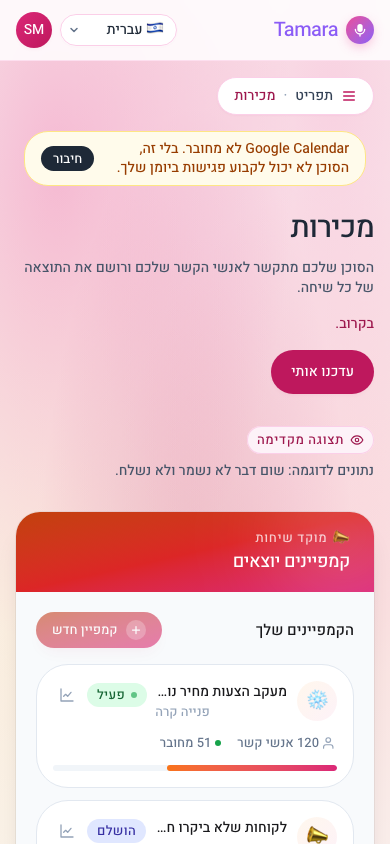 Tamara
עברית
SM
תפריט · מכירות
Google Calendar לא מחובר. בלי זה,
הסוכן לא יכול לקבוע פגישות ביומן שלך.
חיבור
מכירות
הסוכן שלכם מתקשר לאנשי הקשר שלכם ורושם את התוצאה
של כל שיחה.
בקרוב.
עדכנו אותי
תצוגה מקדימה
נתונים לדוגמה: שום דבר לא נשמר ולא נשלח.
מוקד שיחות
קמפיינים יוצאים
הקמפיינים שלך
קמפיין חדש
מעקב הצעות מחיר נו...
פעיל
פנייה קרה
120 אנשי קשר
51 מחובר
לקוחות שלא ביקרו ח...
הושלם